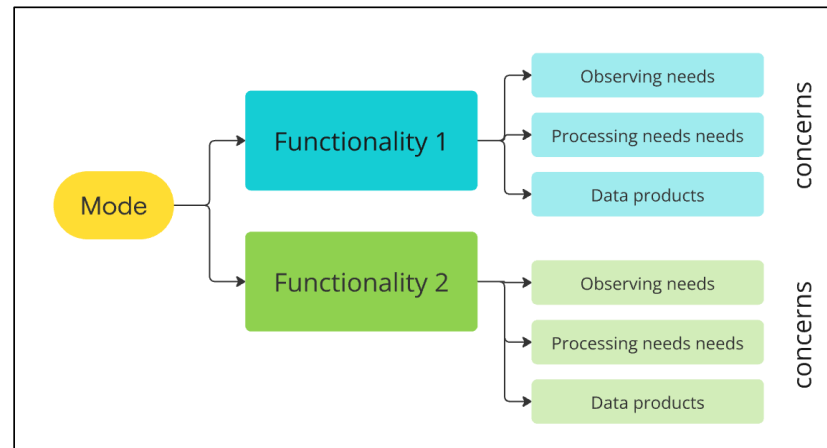 Mode
Functionality 1
Observing needs
Processing needs needs
Data products
concerns
Functionality 2
Observing needs
Processing needs needs
Data products
concerns